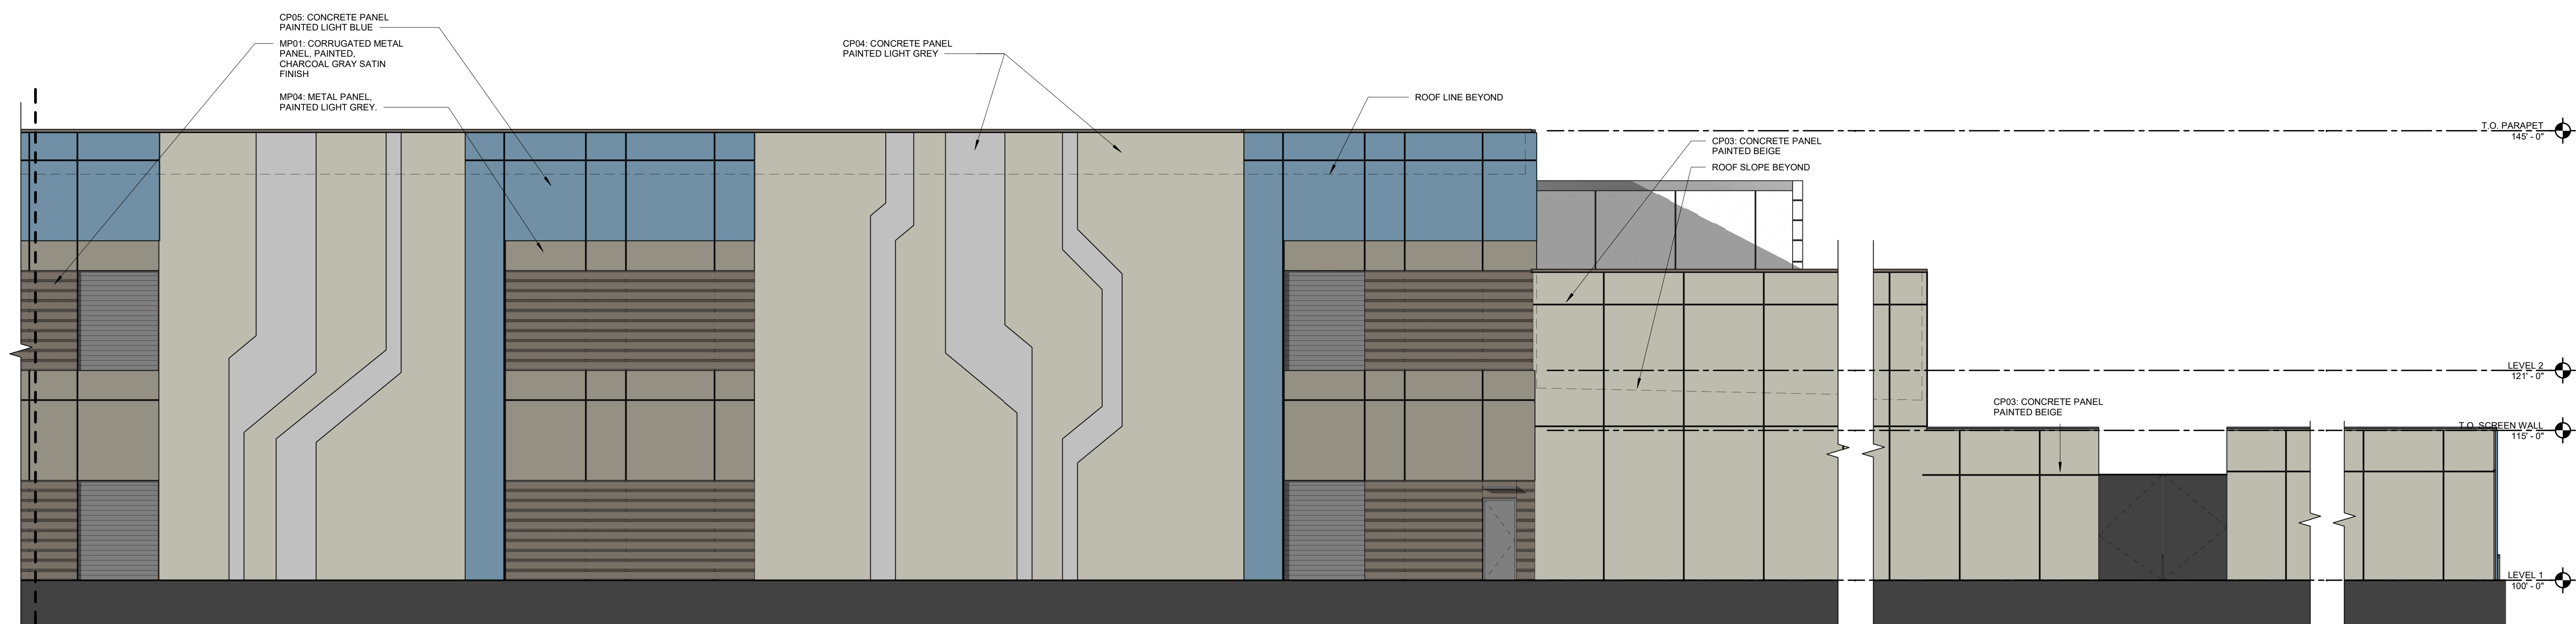 CP05: CONCRETE PANEL
PAINTED LIGHT BLUE
MP01: CORRUGATED METAL
PANEL, PAINTED,
CHARCOAL GRAY SATIN
FINISH
MP04: METAL PANEL,
PAINTED LIGHT GREY.
CP04: CONCRETE PANEL
PAINTED LIGHT GREY
ROOF LINE BEYOND
CP03: CONCRETE PANEL
PAINTED BEIGE
ROOF SLOPE BEYOND
CP03: CONCRETE PANEL
PAINTED BEIGE
T.O. PARAPET
145' - 0"
LEVEL 2
121' - 0"
T.O. SCREEN WALL
115' - 0"
LEVEL 1
100' - 0"